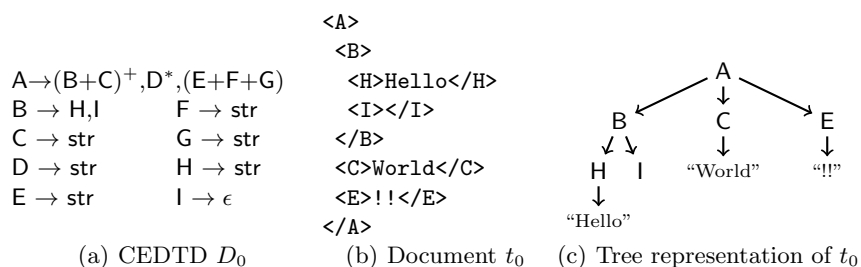 A→(B+C)⁺,D*,(E+F+G)
B → H,I F → str
C → str G → str
D → str H → str
E → str I → ϵ
(a) CEDTD D₀
<A>
<B>
<H>Hello</H>
<I></I>
</B>
<C>World</C>
<E>!!</E>
</A>
(b) Document t₀
A
B C E
H I “World” “!!”
“Hello”
(c) Tree representation of t₀